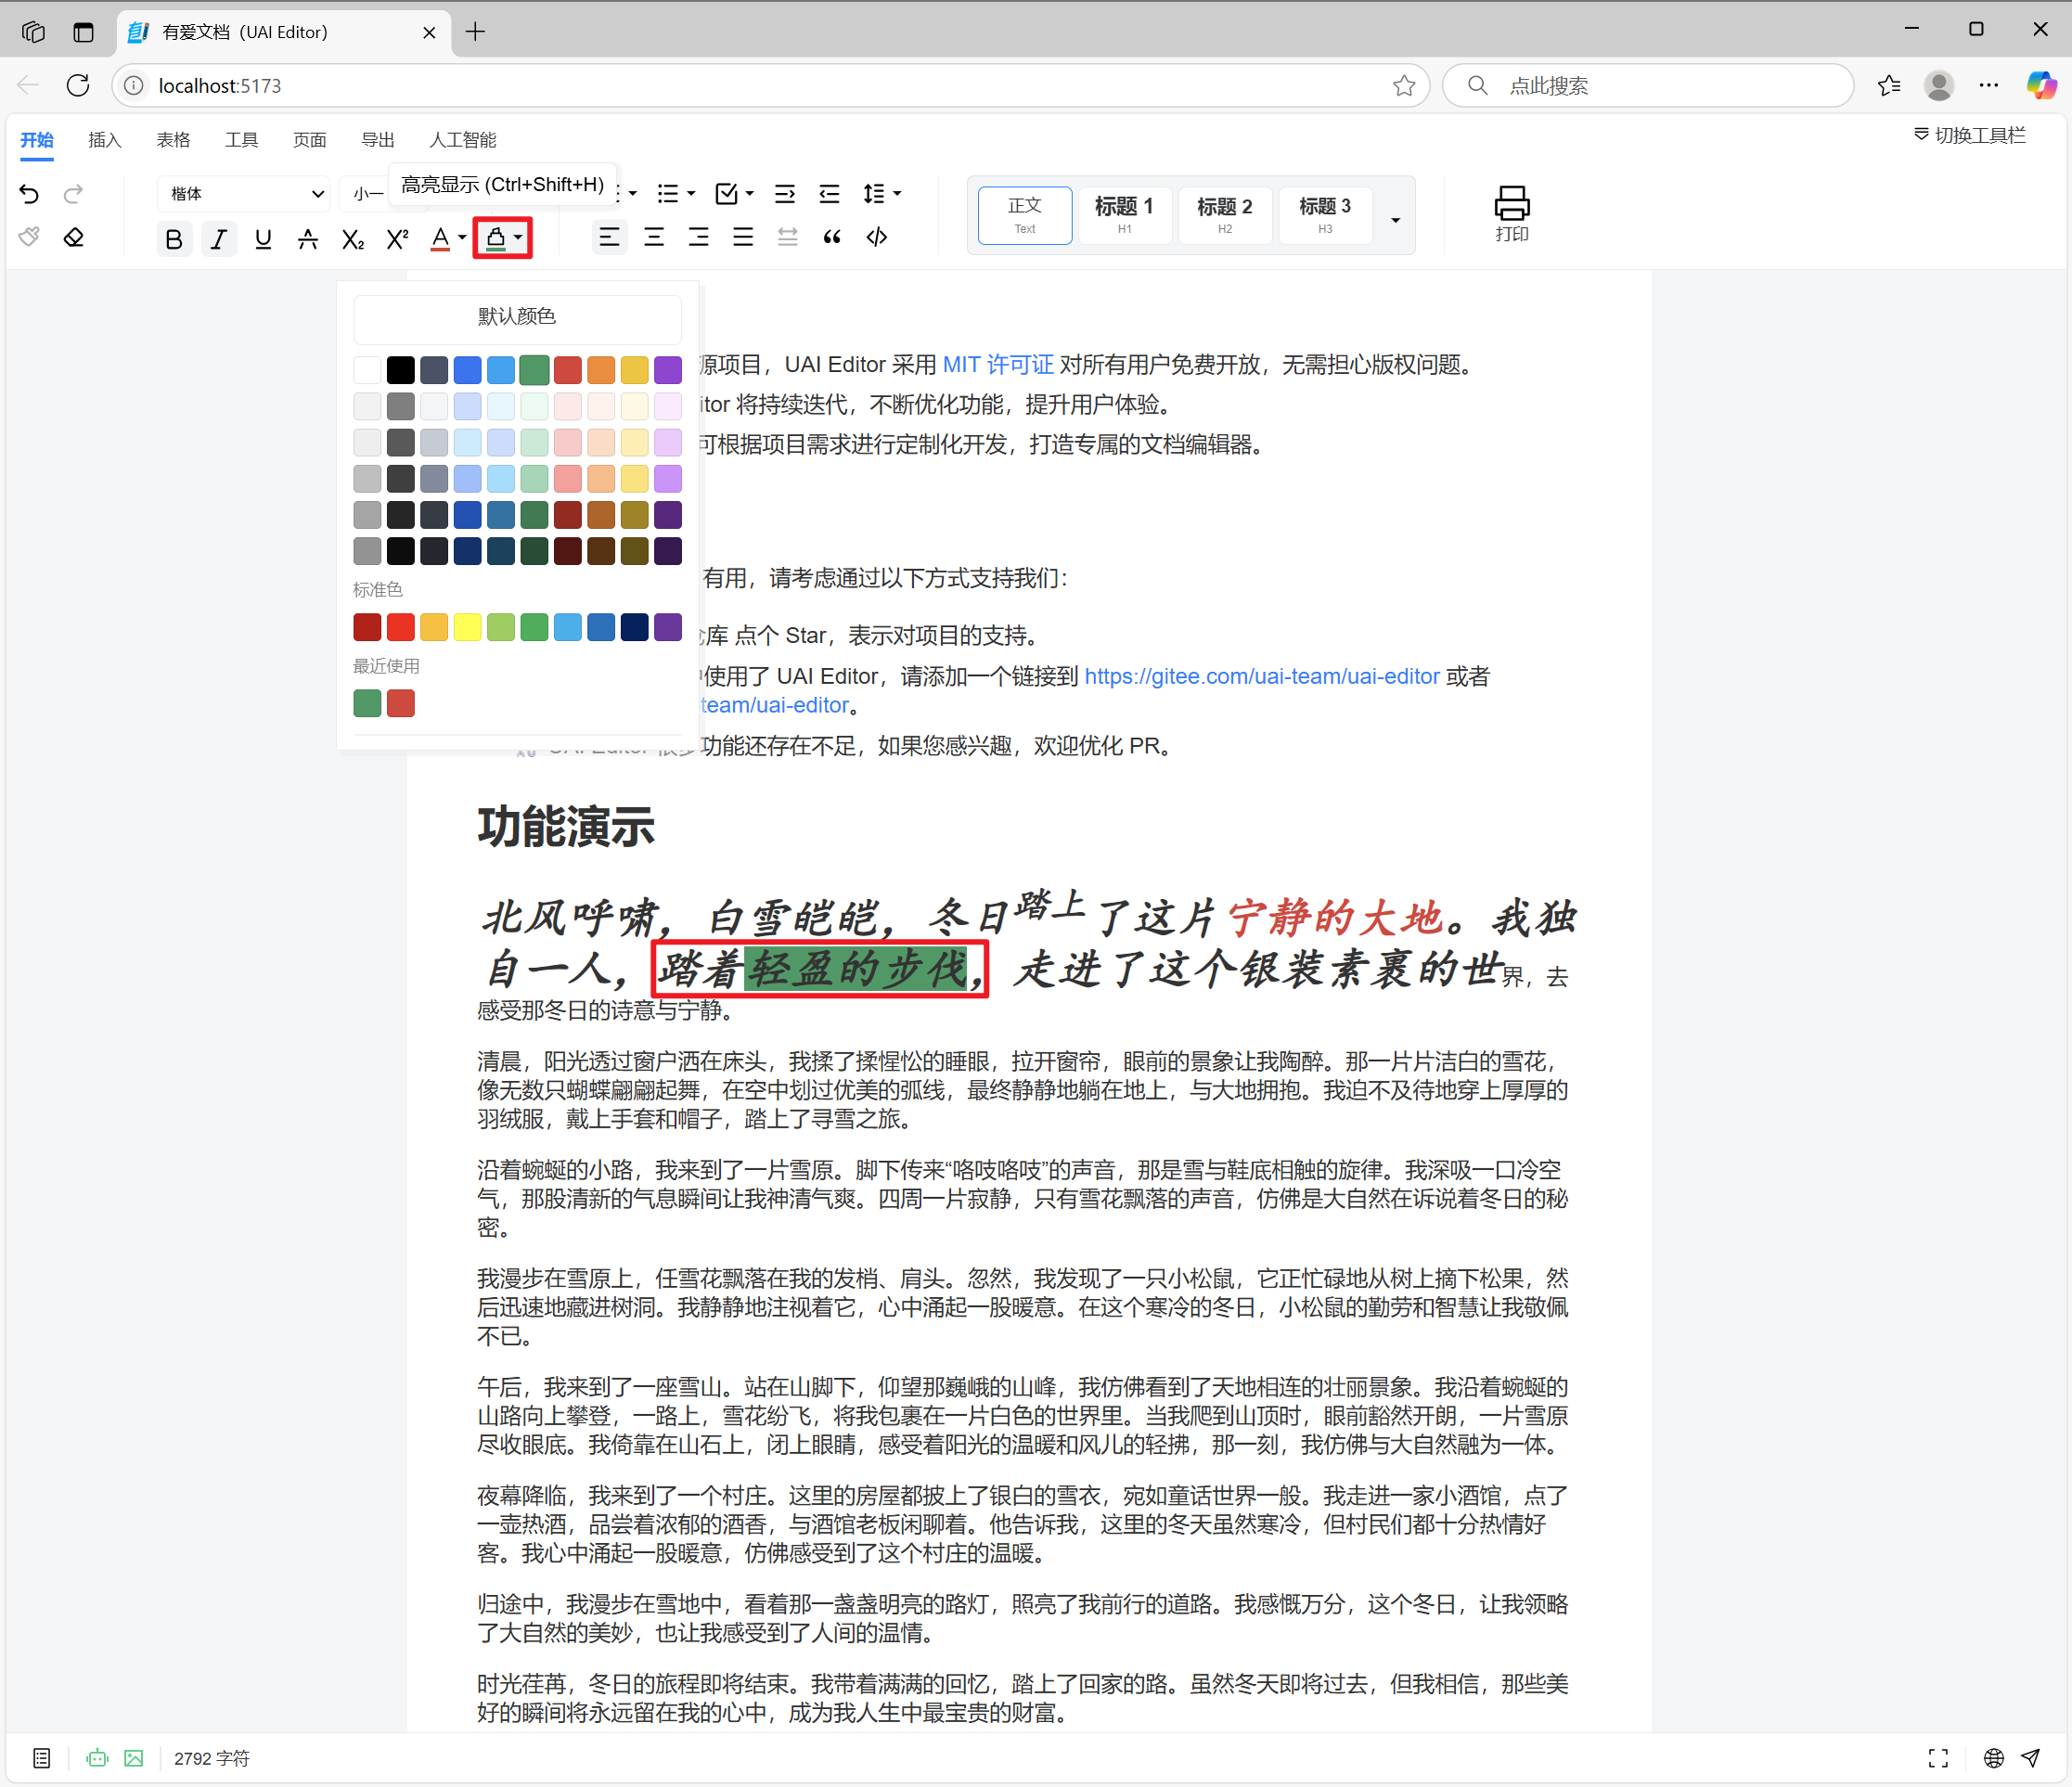 有爱文档（UAI Editor）
localhost:5173
点此搜索
开始 插入 表格 工具 页面 导出 人工智能
切换工具栏
楷体
小一
高亮显示 (Ctrl+Shift+H)
正文
Text
标题 1
H1
标题 2
H2
标题 3
H3
打印
默认颜色
标准色
最近使用
源项目，UAI Editor 采用 MIT 许可证 对所有用户免费开放，无需担心版权问题。
itor 将持续迭代，不断优化功能，提升用户体验。
可根据项目需求进行定制化开发，打造专属的文档编辑器。
有用，请考虑通过以下方式支持我们：
库 点个 Star，表示对项目的支持。
使用了 UAI Editor，请添加一个链接到 https://gitee.com/uai-team/uai-editor 或者
team/uai-editor。
功能还存在不足，如果您感兴趣，欢迎优化 PR。
功能演示
北风呼啸，白雪皑皑，冬日踏上了这片宁静的大地。我独
自一人，踏着轻盈的步伐，走进了这个银装素裹的世界，去
感受那冬日的诗意与宁静。
清晨，阳光透过窗户洒在床头，我揉了揉惺忪的睡眼，拉开窗帘，眼前的景象让我陶醉。那一片片洁白的雪花，
像无数只蝴蝶翩翩起舞，在空中划过优美的弧线，最终静静地躺在地上，与大地拥抱。我迫不及待地穿上厚厚的
羽绒服，戴上手套和帽子，踏上了寻雪之旅。
沿着蜿蜒的小路，我来到了一片雪原。脚下传来“咯吱咯吱”的声音，那是雪与鞋底相触的旋律。我深吸一口冷空
气，那股清新的气息瞬间让我神清气爽。四周一片寂静，只有雪花飘落的声音，仿佛是大自然在诉说着冬日的秘
密。
我漫步在雪原上，任雪花飘落在我的发梢、肩头。忽然，我发现了一只小松鼠，它正忙碌地从树上摘下松果，然
后迅速地藏进树洞。我静静地注视着它，心中涌起一股暖意。在这个寒冷的冬日，小松鼠的勤劳和智慧让我敬佩
不已。
午后，我来到了一座雪山。站在山脚下，仰望那巍峨的山峰，我仿佛看到了天地相连的壮丽景象。我沿着蜿蜒的
山路向上攀登，一路上，雪花纷飞，将我包裹在一片白色的世界里。当我爬到山顶时，眼前豁然开朗，一片雪原
尽收眼底。我倚靠在山石上，闭上眼睛，感受着阳光的温暖和风儿的轻拂，那一刻，我仿佛与大自然融为一体。
夜幕降临，我来到了一个村庄。这里的房屋都披上了银白的雪衣，宛如童话世界一般。我走进一家小酒馆，点了
一壶热酒，品尝着浓郁的酒香，与酒馆老板闲聊着。他告诉我，这里的冬天虽然寒冷，但村民们都十分热情好
客。我心中涌起一股暖意，仿佛感受到了这个村庄的温暖。
归途中，我漫步在雪地中，看着那一盏盏明亮的路灯，照亮了我前行的道路。我感慨万分，这个冬日，让我领略
了大自然的美妙，也让我感受到了人间的温情。
时光荏苒，冬日的旅程即将结束。我带着满满的回忆，踏上了回家的路。虽然冬天即将过去，但我相信，那些美
好的瞬间将永远留在我的心中，成为我人生中最宝贵的财富。
2792 字符